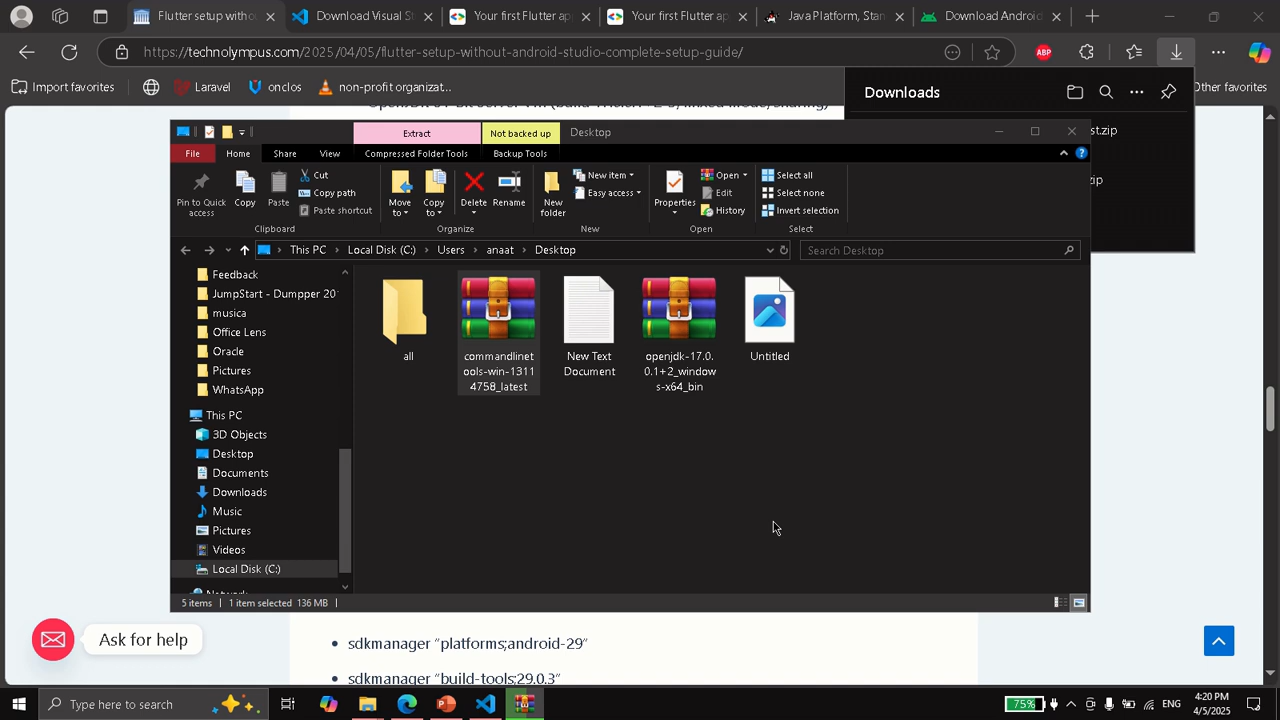 Flutter setup witho
Download Visual St
Your first Flutter ap
Your first Flutter ap
Java Platform, Stan
Download Android
https://technolympus.com/2025/04/05/flutter-setup-without-android-studio-complete-setup-guide/
ABP
Import favorites
Laravel
onclos
non-profit organizat...
Other favorites
Downloads
st.zip
zip
Extract
Not backed up
Desktop
File
Home
Share
View
Compressed Folder Tools
Backup Tools
Pin to Quick access
Copy
Paste
Cut
Copy path
Paste shortcut
Move to
Copy to
Delete
Rename
New folder
New item
Easy access
Properties
Open
Edit
History
Select all
Select none
Invert selection
Clipboard
Organize
New
Open
Select
This PC
Local Disk (C:)
Users
anaat
Desktop
Search Desktop
Feedback
JumpStart - Dumpper 20
musica
Office Lens
Oracle
Pictures
WhatsApp
This PC
3D Objects
Desktop
Documents
Downloads
Music
Pictures
Videos
Local Disk (C:)
all
commandlinet
ools-win-1311
4758_latest
New Text
Document
openjdk-17.0.
0.1+2_window
s-x64_bin
Untitled
5 items
1 item selected 136 MB
Ask for help
sdkmanager “platforms;android-29”
sdkmanager “build-tools;29.0.3”
Type here to search
75%
ENG
4:20 PM
4/5/2025